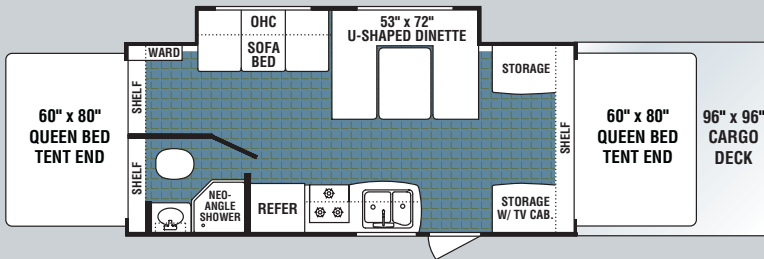 OHC
SOFA
BED
53" x 72"
U-SHAPED DINETTE
WARD
SHELF
STORAGE
60" x 80"
QUEEN BED
TENT END
SHELF
60" x 80"
QUEEN BED
TENT END
96" x 96"
CARGO
DECK
SHELF
NEO-
ANGLE
SHOWER
REFER
STORAGE
W/ TV CAB.